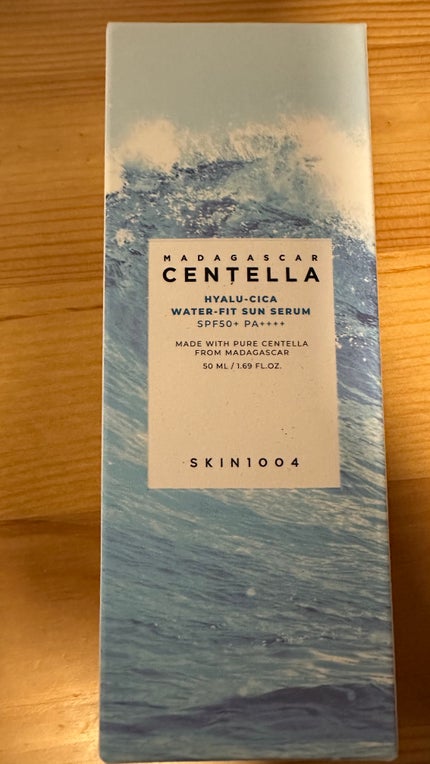 MADAGASCAR
CENTELLA
HYALU-CICA
WATER-FIT SUN SERUM
SPF50+ PA++++
MADE WITH PURE CENTELLA
FROM MADAGASCAR
50 ML / 1.69 FL.OZ.
SKIN1004